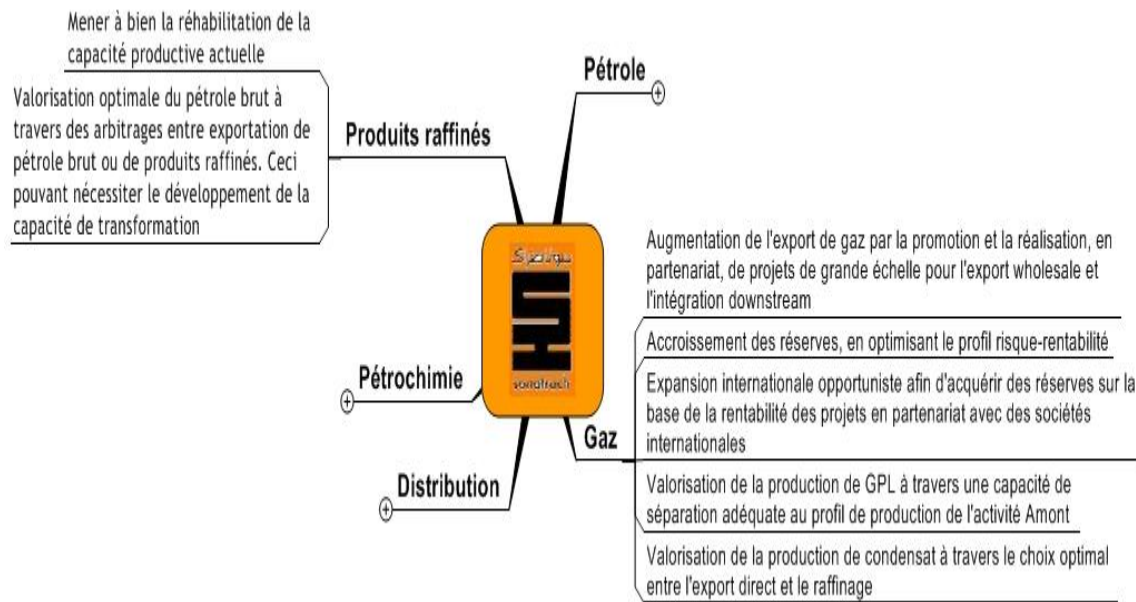 Mener à bien la réhabilitation de la
capacité productive actuelle
Valorisation optimale du pétrole brut à
travers des arbitrages entre exportation de
pétrole brut ou de produits raffinés. Ceci
pouvant nécessiter le développement de la
capacité de transformation
Produits raffinés
Pétrole
Pétrochimie
Distribution
سوناطراك
sonatrach
Gaz
Augmentation de l'export de gaz par la promotion et la réalisation, en
partenariat, de projets de grande échelle pour l'export wholesale et
l'intégration downstream
Accroissement des réserves, en optimisant le profil risque-rentabilité
Expansion internationale opportuniste afin d'acquérir des réserves sur la
base de la rentabilité des projets en partenariat avec des sociétés
internationales
Valorisation de la production de GPL à travers une capacité de
séparation adéquate au profil de production de l'activité Amont
Valorisation de la production de condensat à travers le choix optimal
entre l'export direct et le raffinage